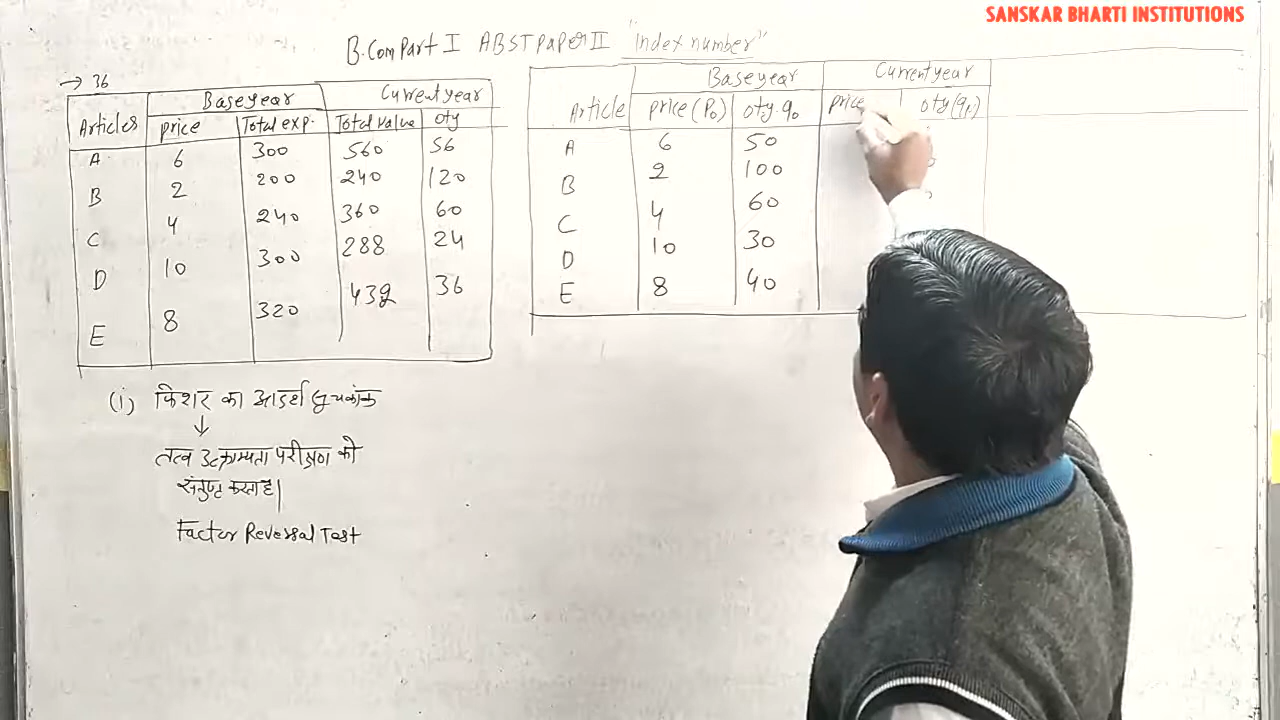 SANSKAR BHARTI INSTITUTIONS
B.Com Part I ABST Paper II "Index number"
→ 36
Articles Base year Current year
price Total exp. Total value Qty
A 6 300 560 56
B 2 200 240 120
C 4 240 360 60
D 10 300 288 24
E 8 320 432 36
Article Base year Current year
price (P₀) Qty. q₀ price Qty (q₁)
A 6 50
B 2 100
C 4 60
D 10 30
E 8 40
(i) फिशर का आदर्श सूचकांक
↓
तत्व उत्क्राम्यता परीक्षण को
संतुष्ट करता है|
Factor Reversal Test